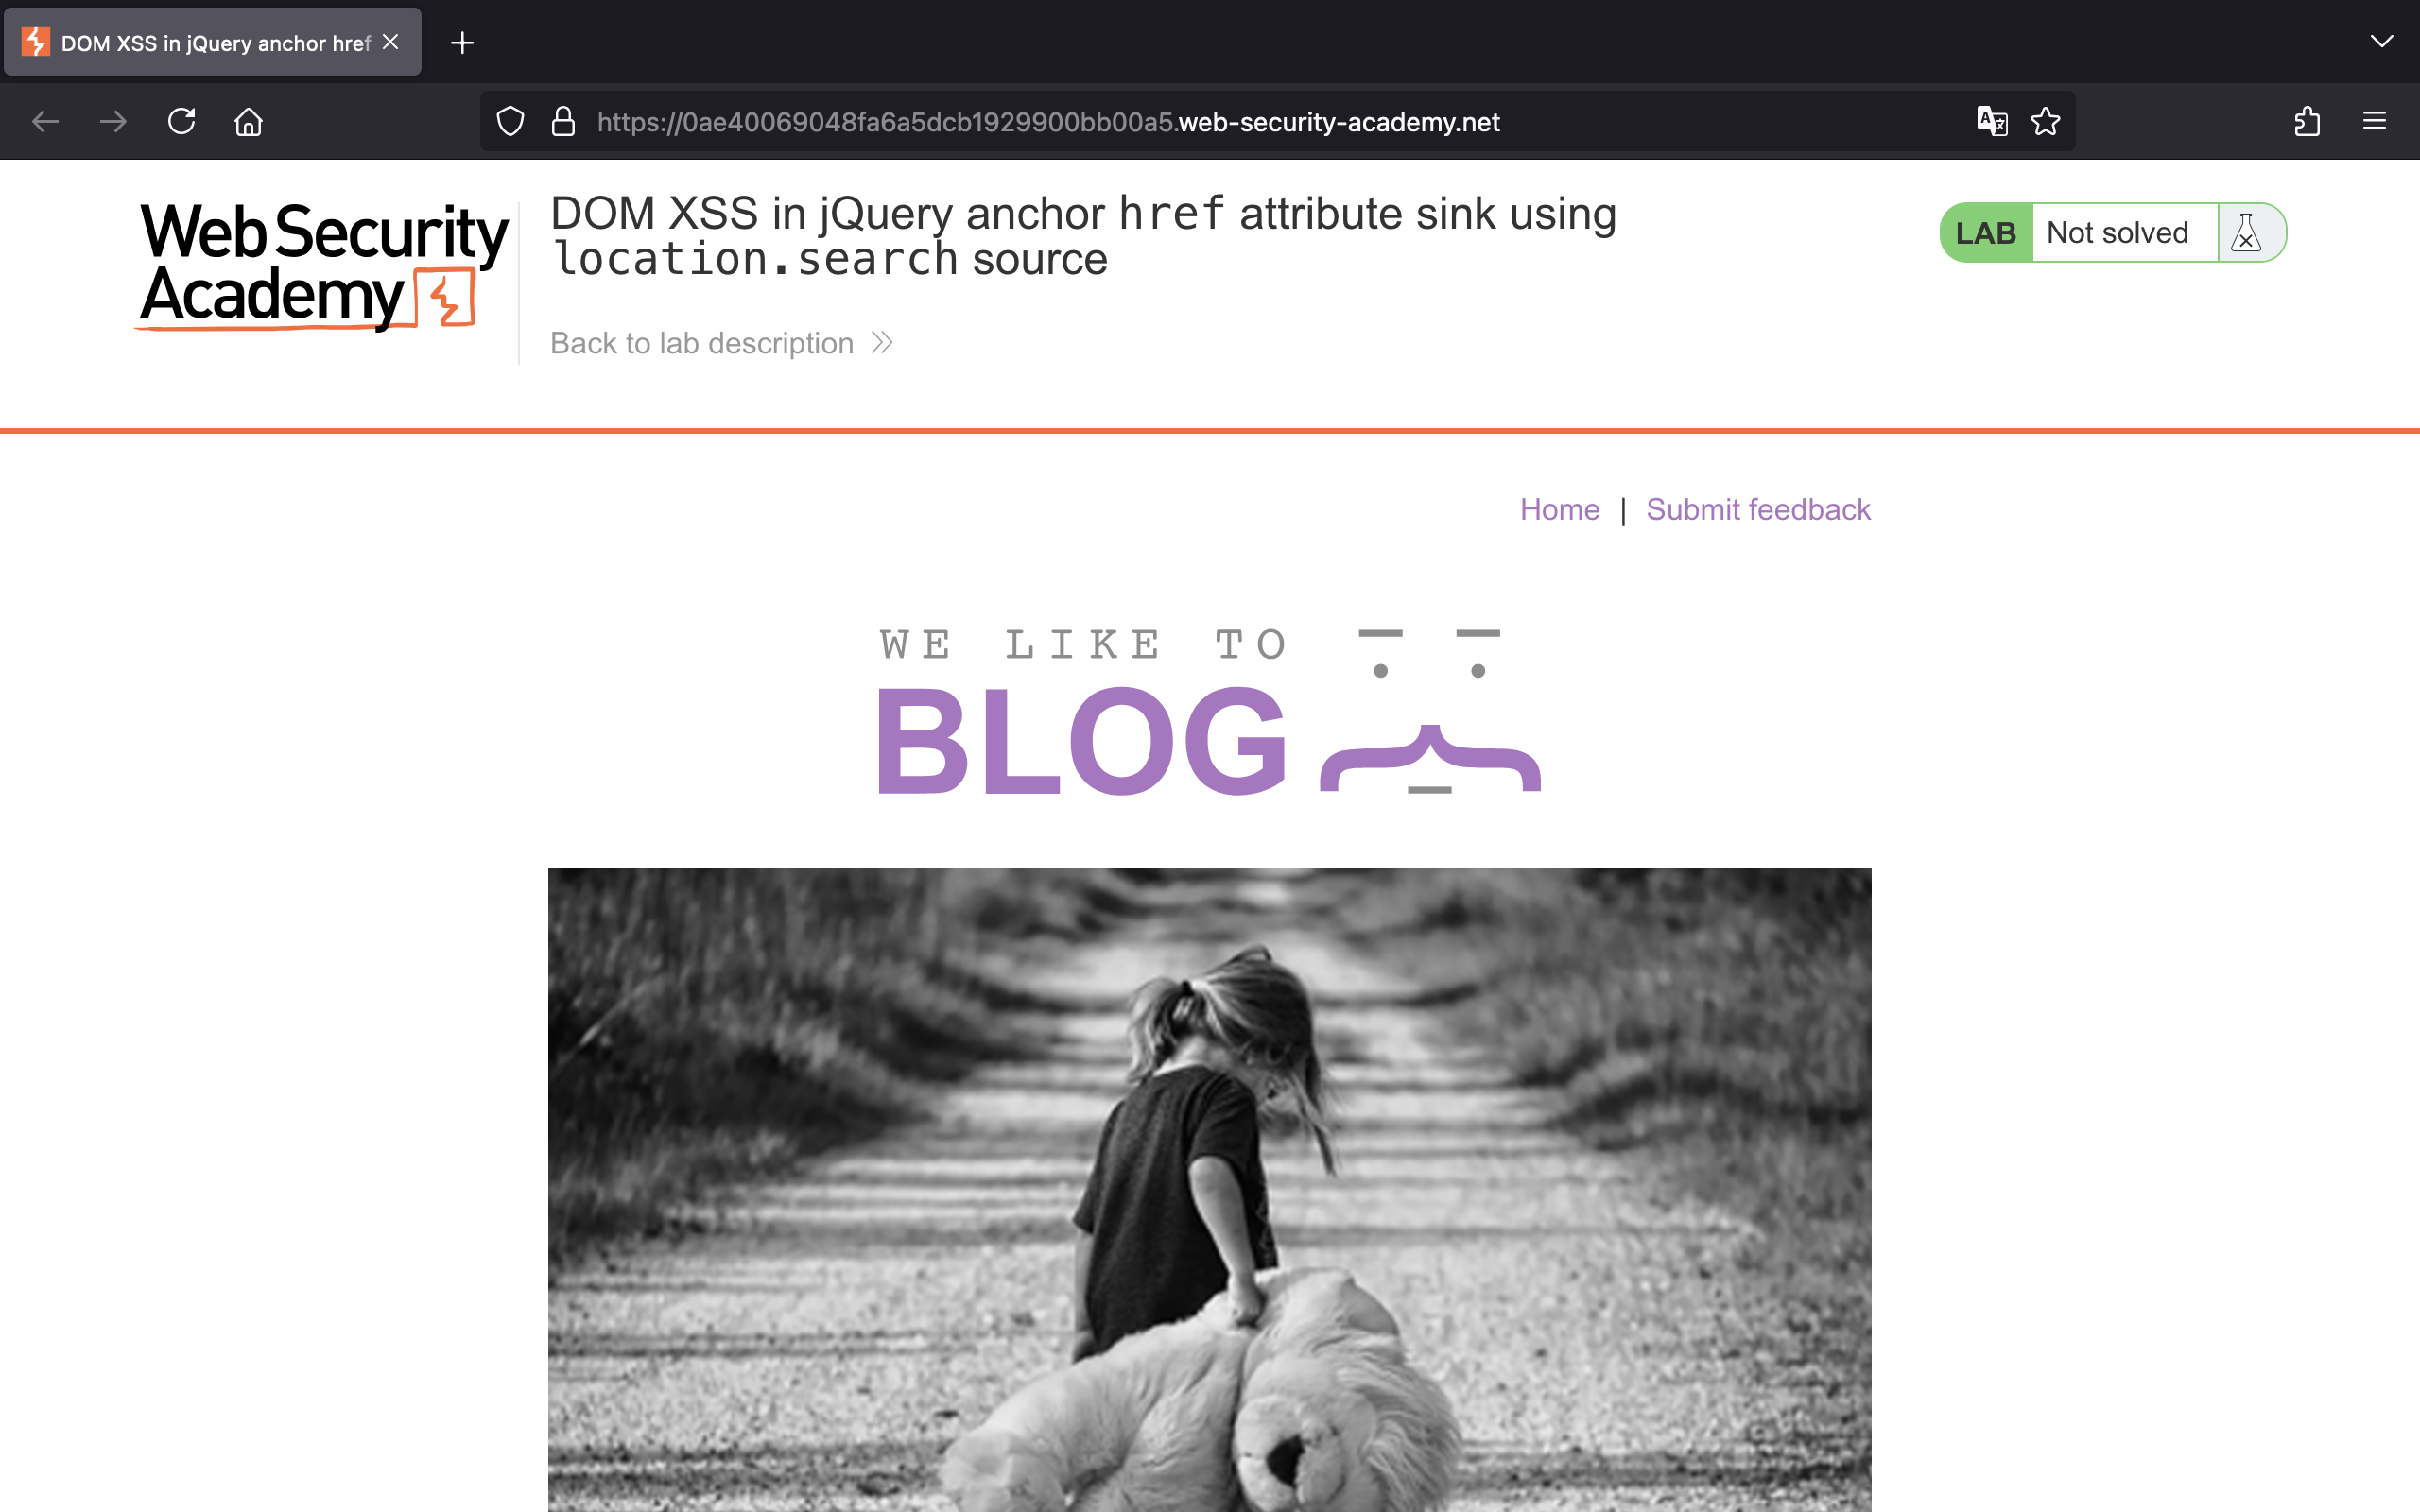 DOM XSS in jQuery anchor href
https://0ae40069048fa6a5dcb1929900bb00a5.web-security-academy.net
Web Security
Academy
DOM XSS in jQuery anchor href attribute sink using
location.search source
Back to lab description
LAB Not solved
Home | Submit feedback
WE LIKE TO
BLOG